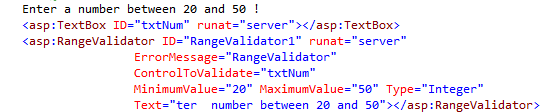 Enter a number between 20 and 50 !
<asp:TextBox ID="txtNum" runat="server"></asp:TextBox>
<asp:RangeValidator ID="RangeValidator1" runat="server"
ErrorMessage="RangeValidator"
ControlToValidate="txtNum"
MinimumValue="20" MaximumValue="50" Type="Integer"
Text="ter  number between 20 and 50"></asp:RangeValidator>